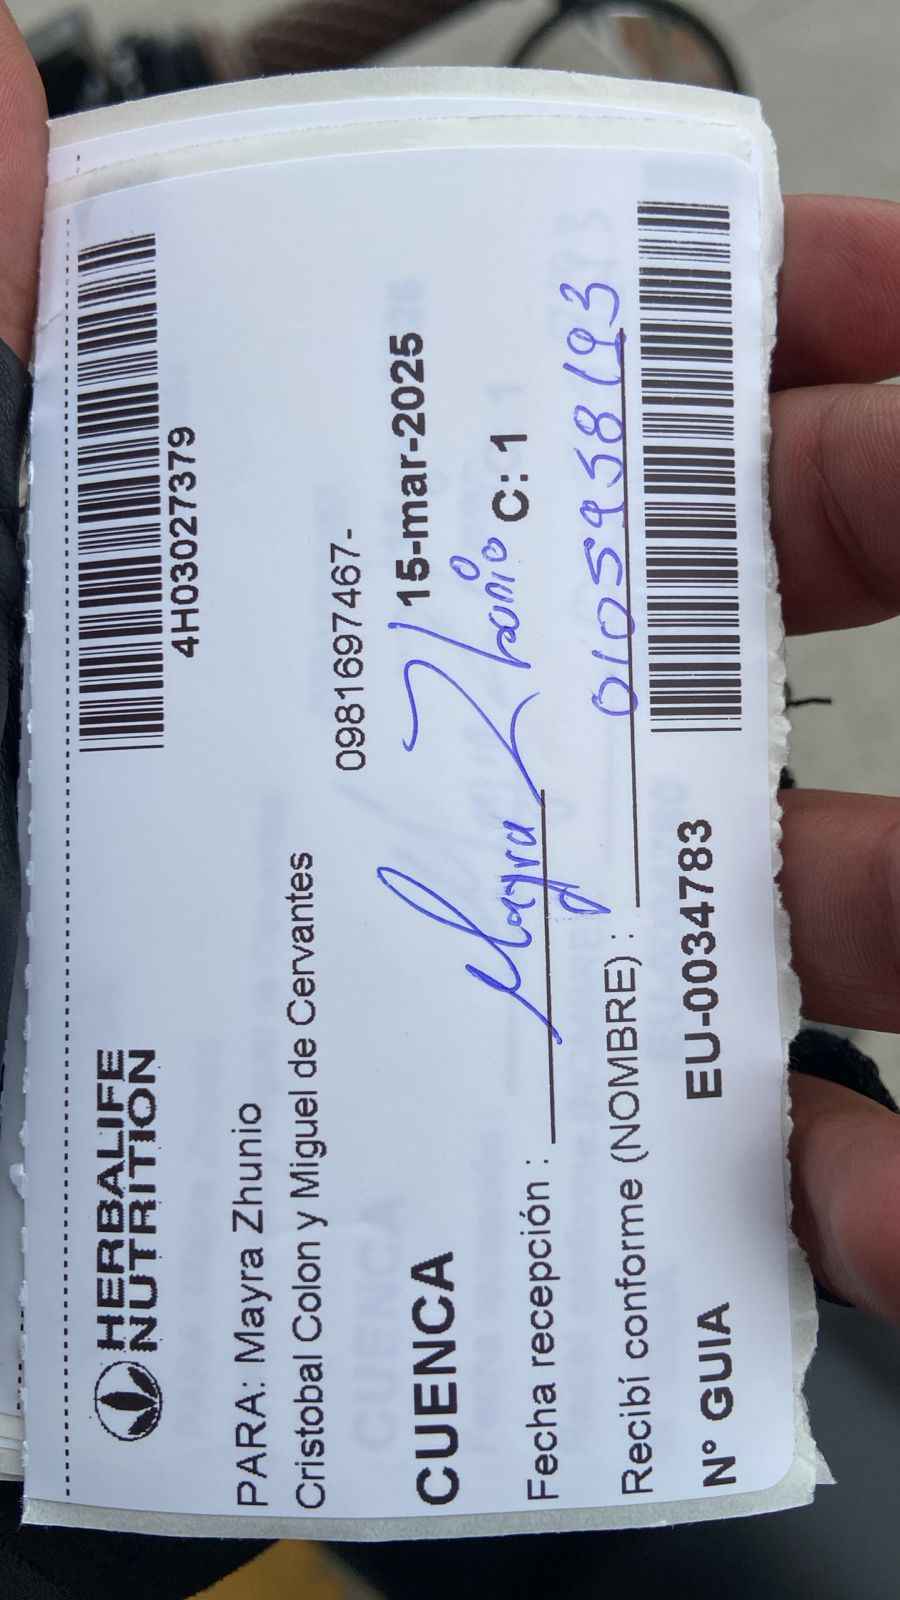 HERBALIFE
NUTRITION
4H03027379
PARA: Mayra Zhunio
Cristobal Colon y Miguel de Cervantes
0981697467-
CUENCA
15-mar-2025
Fecha recepción :
Mayra Zhunio
C: 1
Recibí conforme (NOMBRE) :
0105958193
N° GUIA
EU-0034783